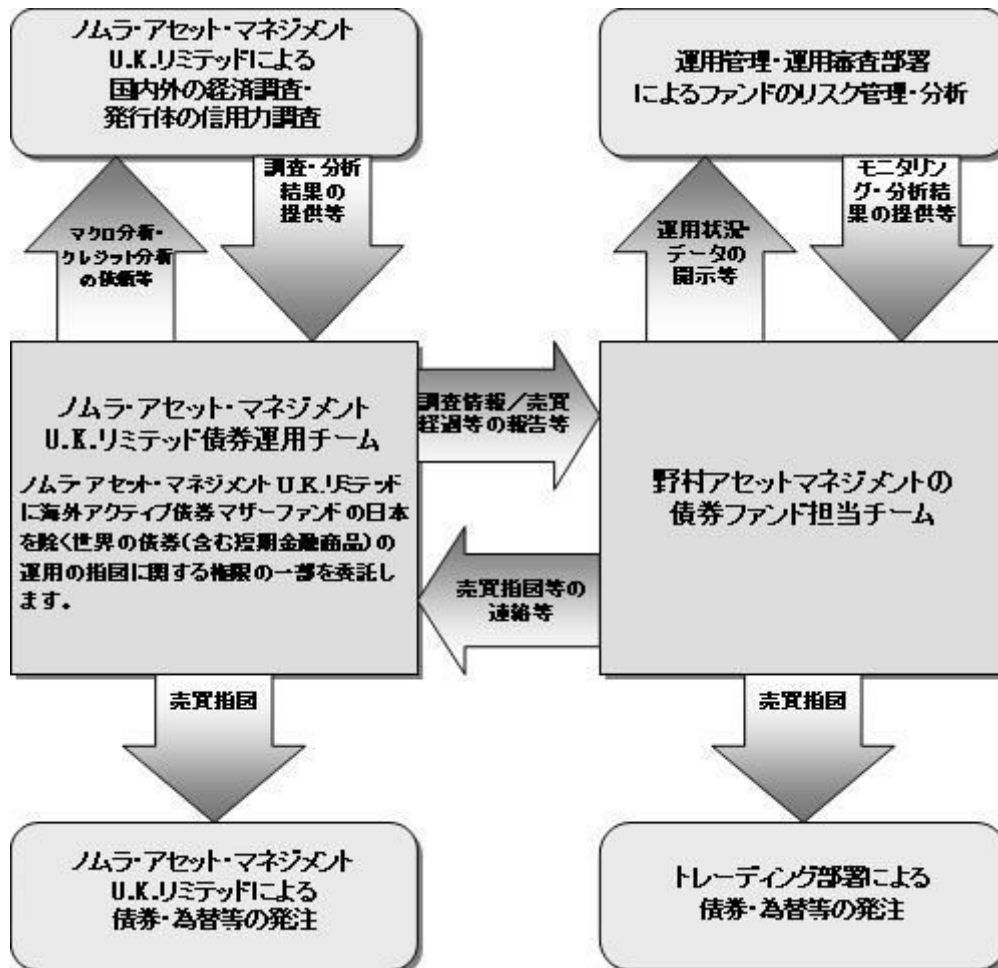 ノムラ・アセット・マネジメント
U.K.リミテッドによる
国内外の経済調査・
発行体の信用力調査
運用管理・運用審査部署
によるファンドのリスク管理・分析
マクロ分析・
クレジット分析
の依頼等
調査・分析
結果の
提供等
運用状況・
データの
開示等
モニタリン
グ・分析結
果の提供等
ノムラ・アセット・マネジメント
U.K.リミテッド債券運用チーム
ノムラ・アセット・マネジメント U.K.リミテッド
に海外アクティブ債券マザーファンドの日本
を除く世界の債券(含む短期金融商品)の
運用の指図に関する権限の一部を委託し
ます。
調査情報／売買
経過等の報告等
売買指図等の
連絡等
野村アセットマネジメントの
債券ファンド担当チーム
売買指図
売買指図
ノムラ・アセット・マネジメント
U.K.リミテッドによる
債券・為替等の発注
トレーディング部署による
債券・為替等の発注